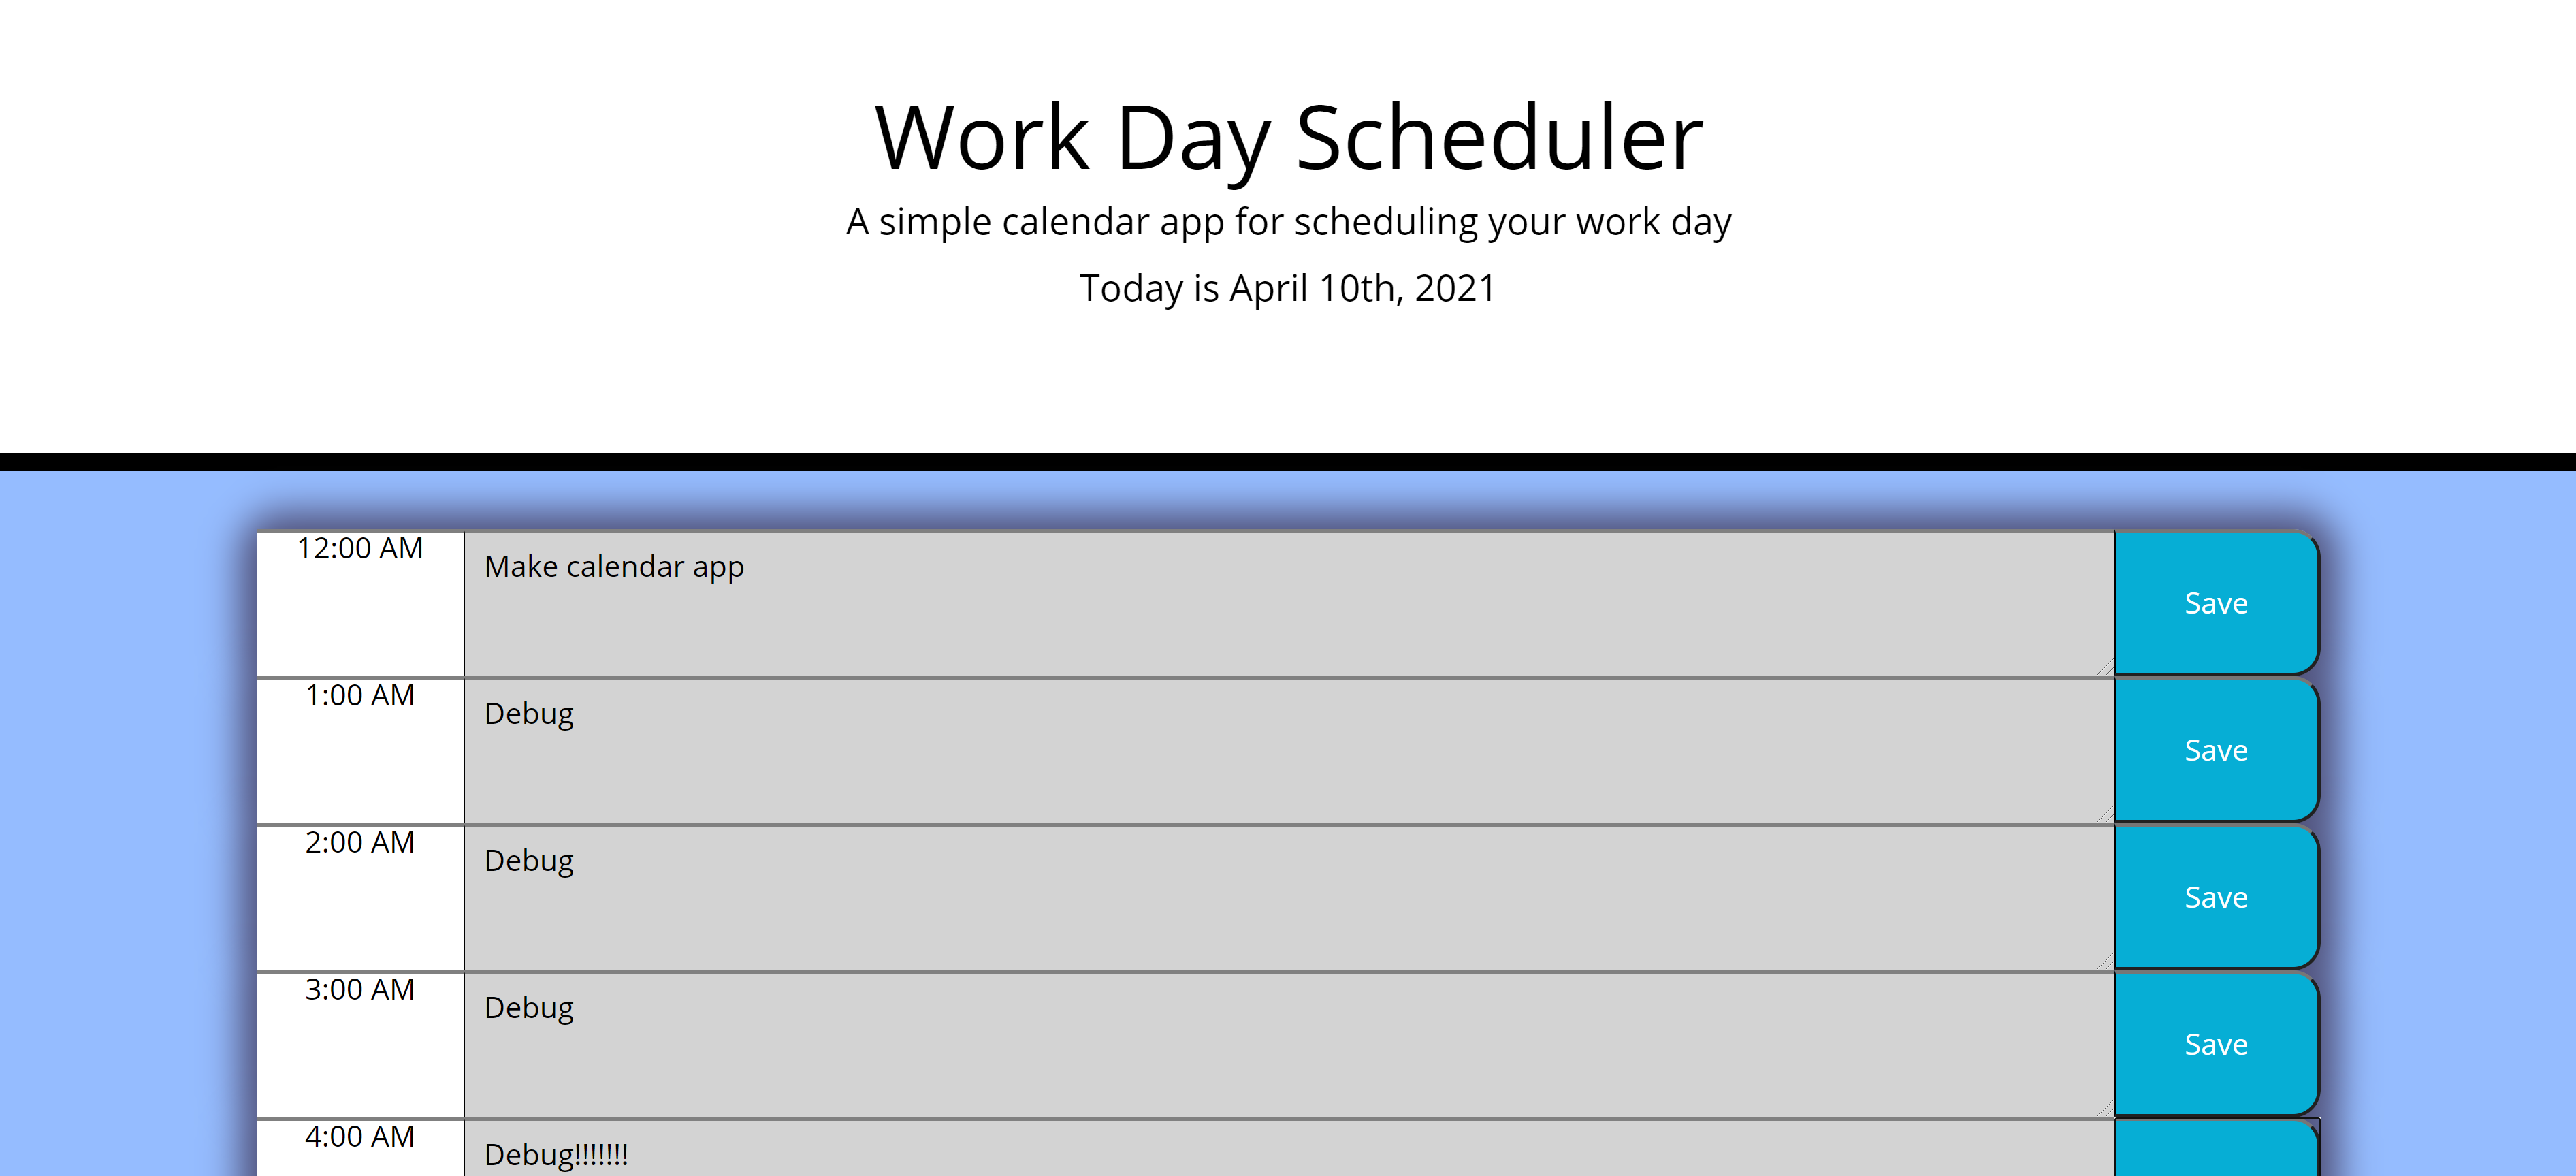 Work Day Scheduler
A simple calendar app for scheduling your work day
Today is April 10th, 2021
12:00 AM
Make calendar app
Save
1:00 AM
Debug
Save
2:00 AM
Debug
Save
3:00 AM
Debug
Save
4:00 AM
Debug!!!!!!!